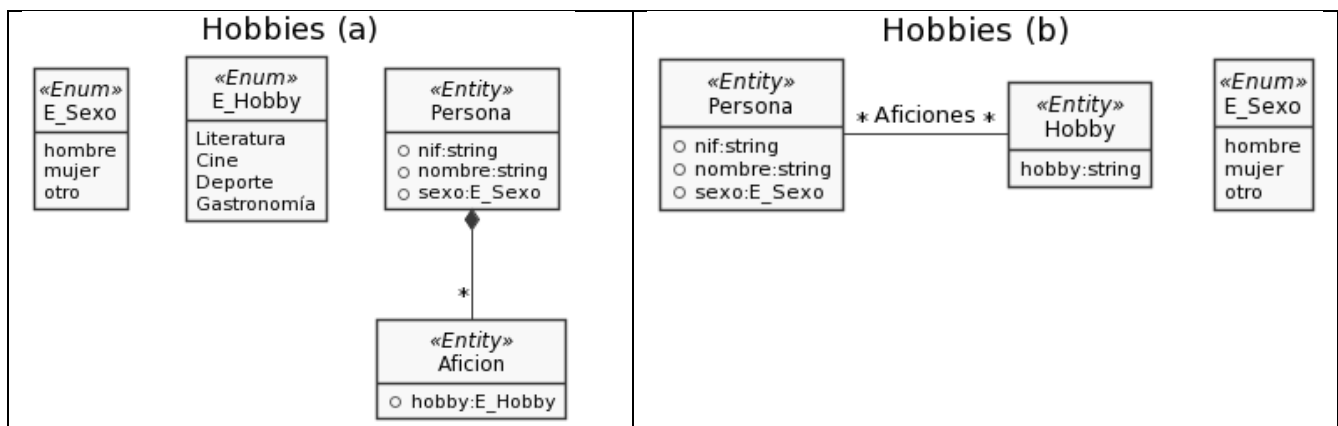 Hobbies (a)
«Enum»
E_Sexo
hombre
mujer
otro
«Enum»
E_Hobby
Literatura
Cine
Deporte
Gastronomía
«Entity»
Persona
nif:string
nombre:string
sexo:E_Sexo
*
«Entity»
Aficion
hobby:E_Hobby
Hobbies (b)
«Entity»
Persona
nif:string
nombre:string
sexo:E_Sexo
* Aficiones *
«Entity»
Hobby
hobby:string
«Enum»
E_Sexo
hombre
mujer
otro